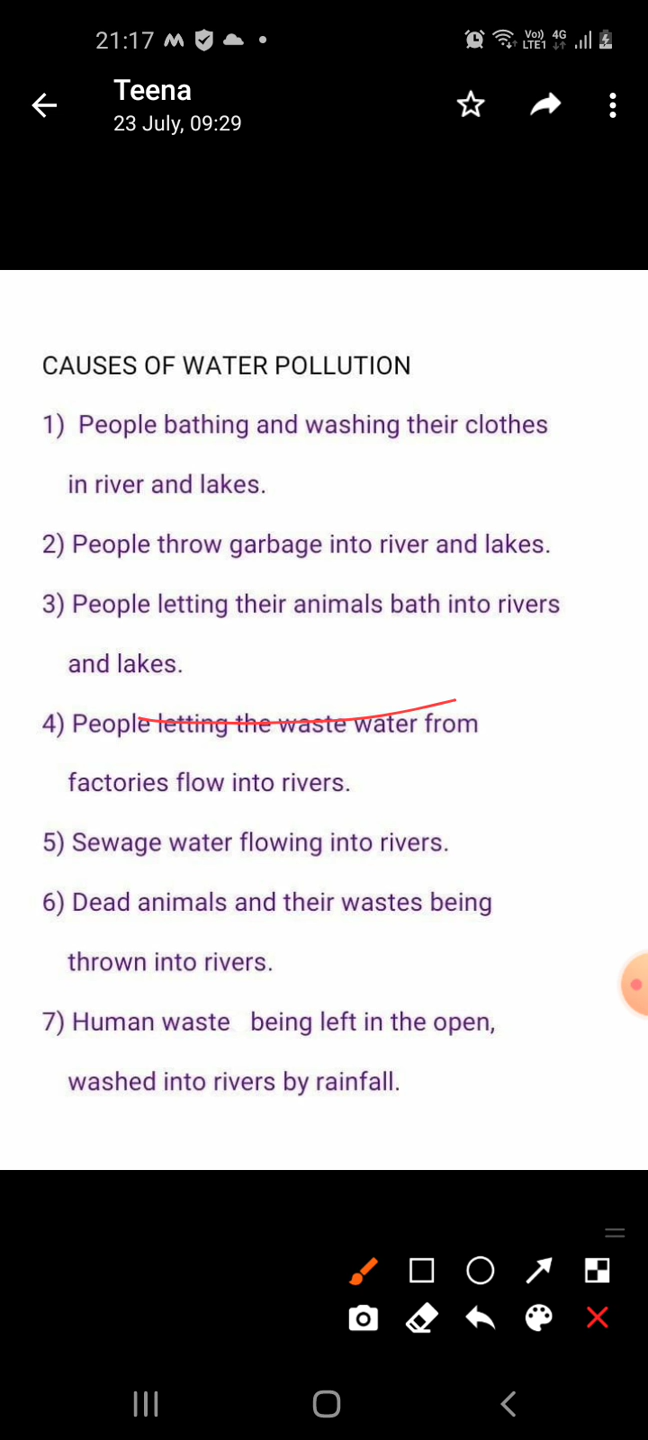 21:17
Vo)) 4G
LTE1
Teena
23 July, 09:29
CAUSES OF WATER POLLUTION
1) People bathing and washing their clothes
in river and lakes.
2) People throw garbage into river and lakes.
3) People letting their animals bath into rivers
and lakes.
4) People letting the waste water from
factories flow into rivers.
5) Sewage water flowing into rivers.
6) Dead animals and their wastes being
thrown into rivers.
7) Human waste being left in the open,
washed into rivers by rainfall.